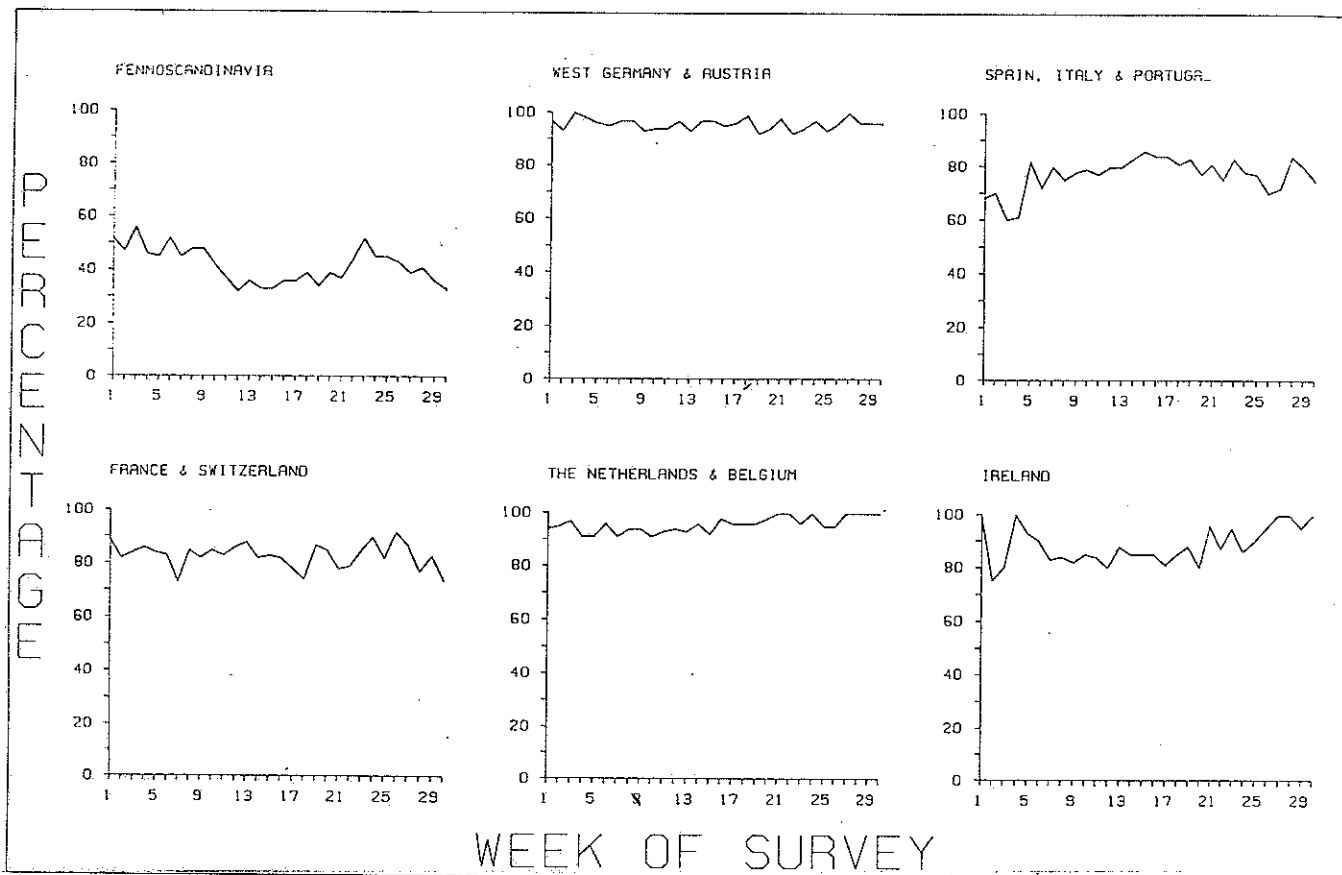 FENNOSCANDINAVIA
WEST GERMANY & AUSTRIA
SPAIN, ITALY & PORTUGAL
100
80
60
40
20
0
1 5 9 13 17 21 25 29
100
80
60
40
20
0
1 5 9 13 17 21 25 29
100
80
60
40
20
0
1 5 9 13 17 21 25 29
PERCENTAGE
FRANCE & SWITZERLAND
THE NETHERLANDS & BELGIUM
IRELAND
100
80
60
40
20
0
1 5 9 13 17 21 25 29
100
80
60
40
20
0
1 5 9 13 17 21 25 29
100
80
60
40
20
0
1 5 9 13 17 21 25 29
WEEK OF SURVEY